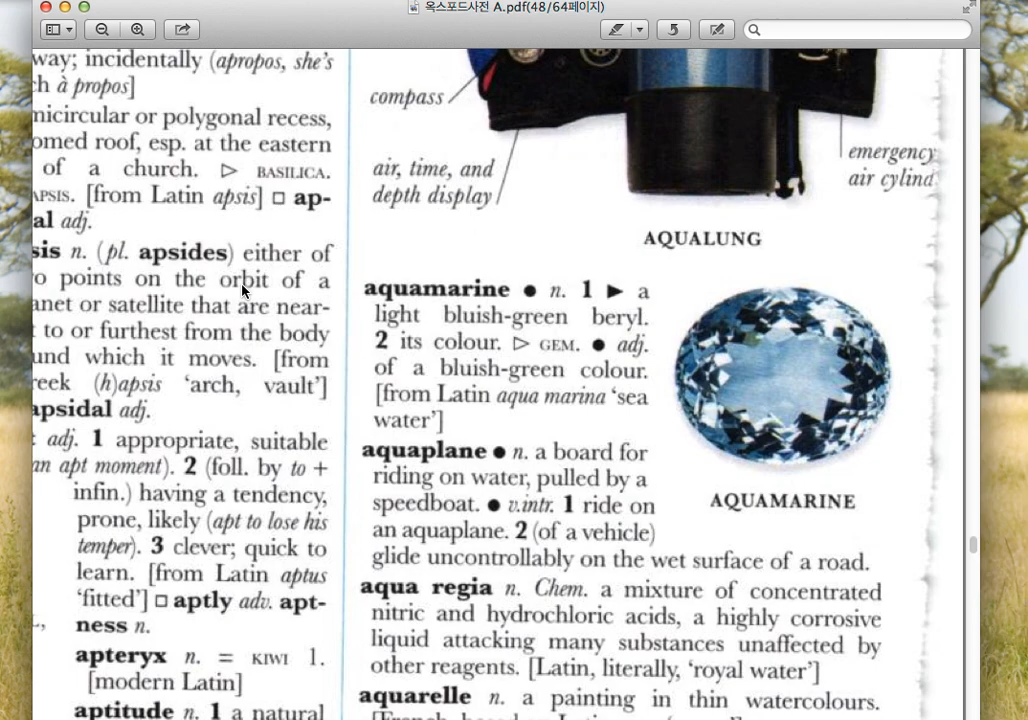 옥스포드사전 A.pdf(48/64페이지)
way; incidentally (apropos, she's
ch à propos]
micircular or polygonal recess,
omed roof, esp. at the eastern
of a church. ▷ BASILICA.
APSIS. [from Latin apsis] □ ap-
al adj.
sis n. (pl. apsides) either of
o points on the orbit of a
anet or satellite that are near-
t to or furthest from the body
und which it moves. [from
reek (h)apsis 'arch, vault']
apsidal adj.
: adj. 1 appropriate, suitable
an apt moment). 2 (foll. by to +
infin.) having a tendency,
prone, likely (apt to lose his
temper). 3 clever; quick to
learn. [from Latin aptus
'fitted'] □ aptly adv. apt-
ness n.
apteryx n. = KIWI 1.
[modern Latin]
aptitude n. 1 a natural
compass
air, time, and
depth display
emergency
air cylind
AQUALUNG
aquamarine ● n. 1 ► a
light bluish-green beryl.
2 its colour. ▷ GEM. ● adj.
of a bluish-green colour.
[from Latin aqua marina 'sea
water']
AQUAMARINE
aquaplane ● n. a board for
riding on water, pulled by a
speedboat. ● v.intr. 1 ride on
an aquaplane. 2 (of a vehicle)
glide uncontrollably on the wet surface of a road.
aqua regia n. Chem. a mixture of concentrated
nitric and hydrochloric acids, a highly corrosive
liquid attacking many substances unaffected by
other reagents. [Latin, literally, 'royal water']
aquarelle n. a painting in thin watercolours.